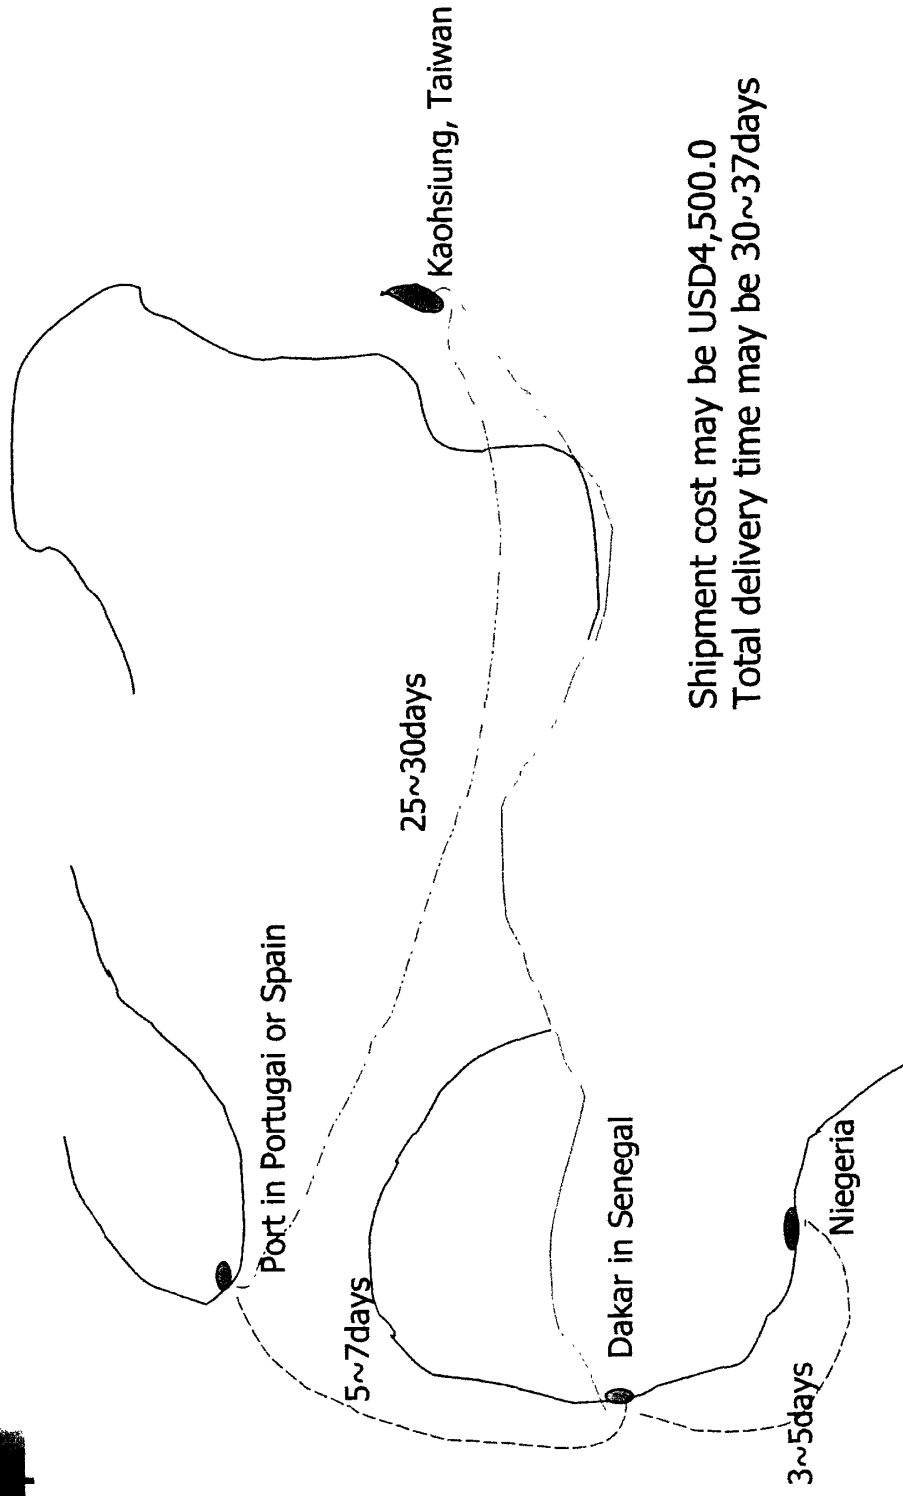 Kaohsiung, Taiwan
25~30days
Port in Portugai or Spain
5~7days
Dakar in Senegal
3~5days
Niegeria
Shipment cost may be USD4,500.0
Total delivery time may be 30~37days